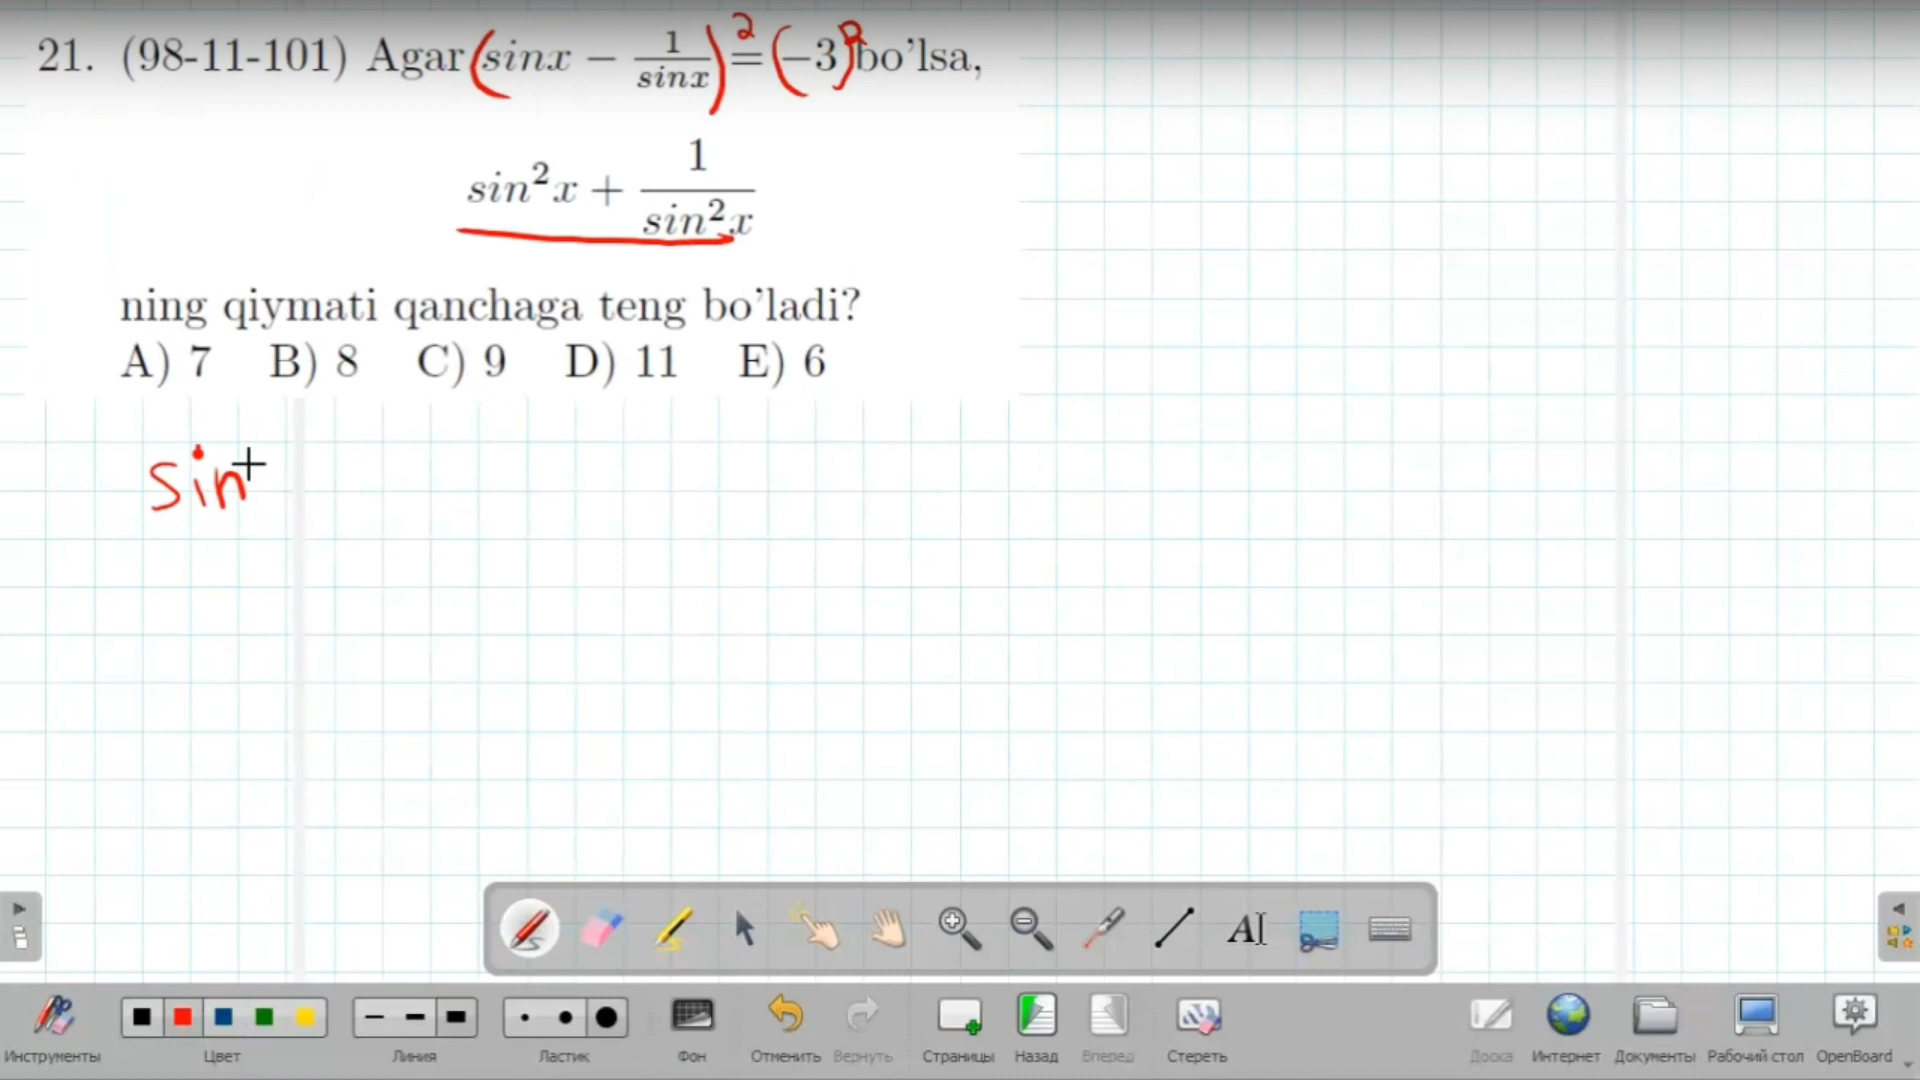 21. (98-11-101) Agar (sinx − 1/sinx)² = (−3)² bo'lsa,
sin²x + 1/sin²x
ning qiymati qanchaga teng bo'ladi?
A) 7 B) 8 C) 9 D) 11 E) 6
sin
Инструменты Цвет Линия Ластик Фон Отменить Вернуть Страницы Назад Вперед Стереть Доска Интернет Документы Рабочий стол OpenBoard